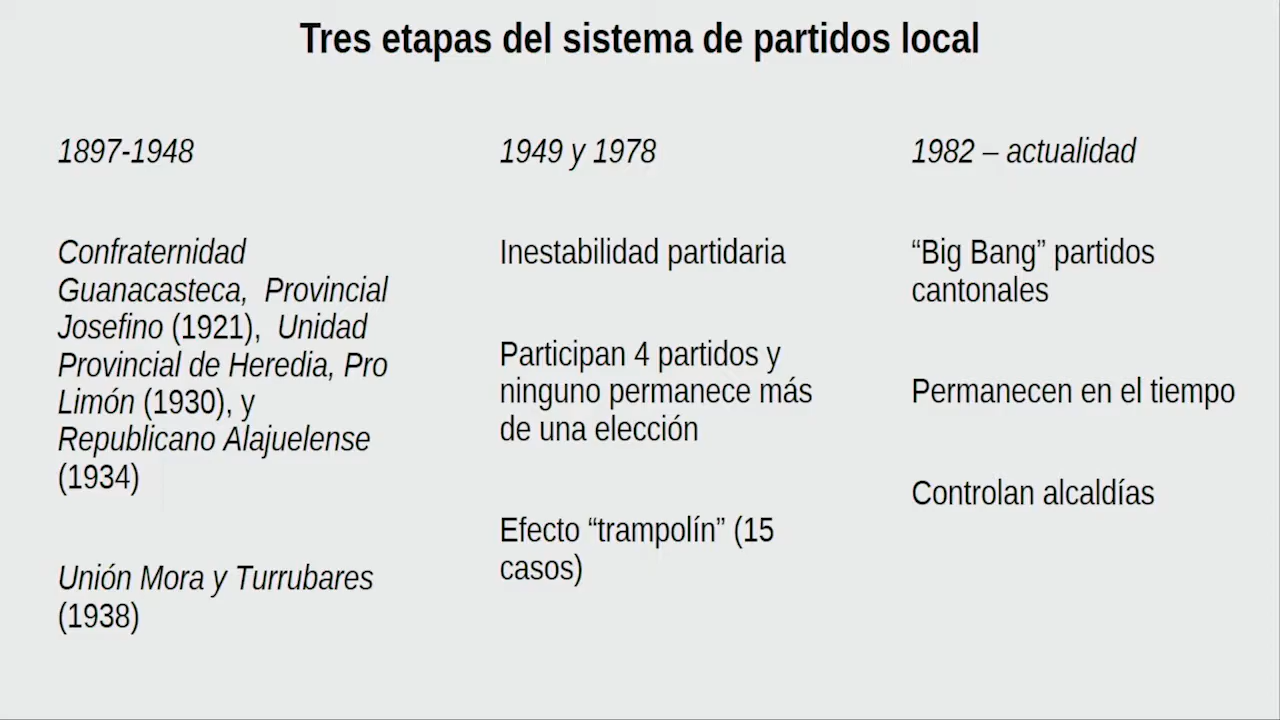 Tres etapas del sistema de partidos local
1897-1948
Confraternidad
Guanacasteca, Provincial
Josefino (1921), Unidad
Provincial de Heredia, Pro
Limón (1930), y
Republicano Alajuelense
(1934)
Unión Mora y Turrubares
(1938)
1949 y 1978
Inestabilidad partidaria
Participan 4 partidos y
ninguno permanece más
de una elección
Efecto “trampolín” (15
casos)
1982 – actualidad
“Big Bang” partidos
cantonales
Permanecen en el tiempo
Controlan alcaldías